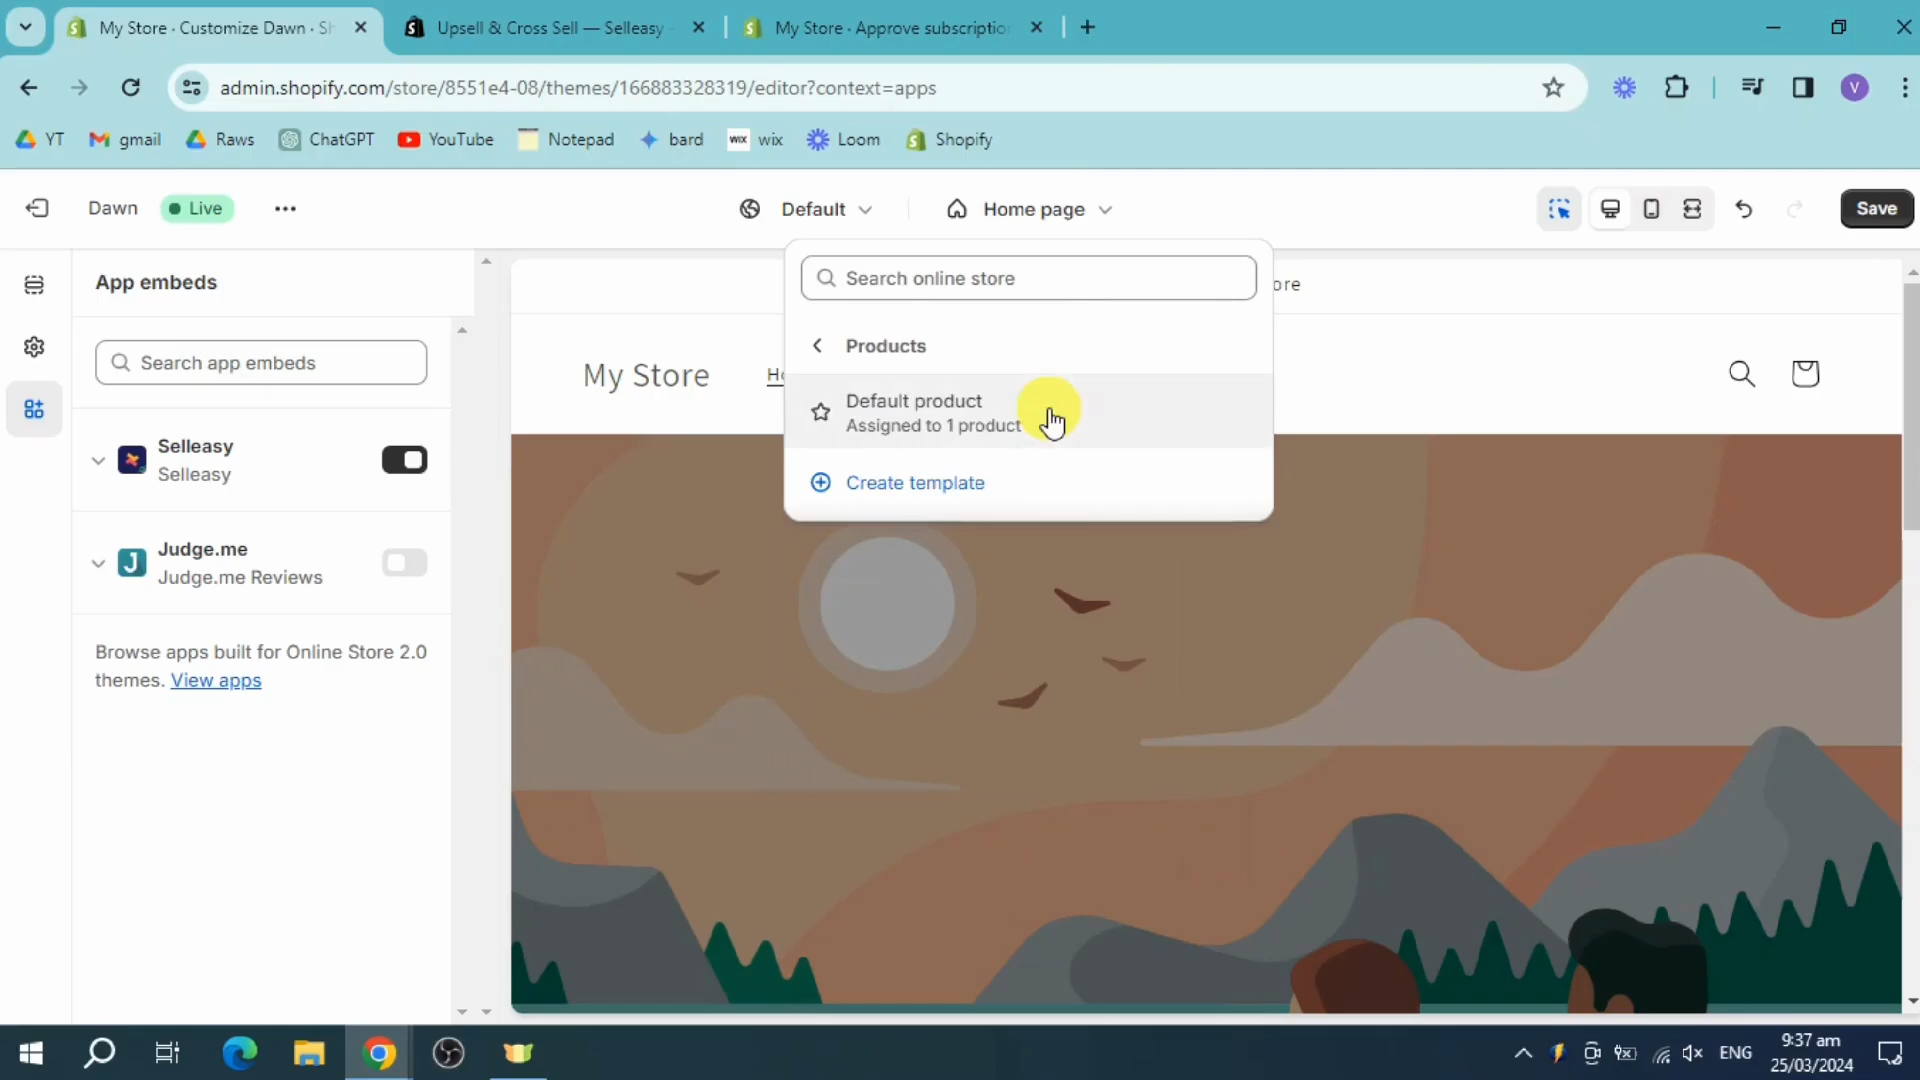 My Store · Customize Dawn · Sh
Upsell & Cross Sell — Selleasy
My Store · Approve subscription
admin.shopify.com/store/8551e4-08/themes/166883328319/editor?context=apps
V
YT
gmail
Raws
ChatGPT
YouTube
Notepad
bard
WIX wix
Loom
Shopify
Dawn
Live
Default
Home page
Save
App embeds
Search app embeds
Selleasy
Selleasy
J
Judge.me
Judge.me Reviews
Browse apps built for Online Store 2.0
themes. View apps
Search online store
Products
Default product
Assigned to 1 product
Create template
ore
My Store
Ho
ENG
9:37 am
25/03/2024